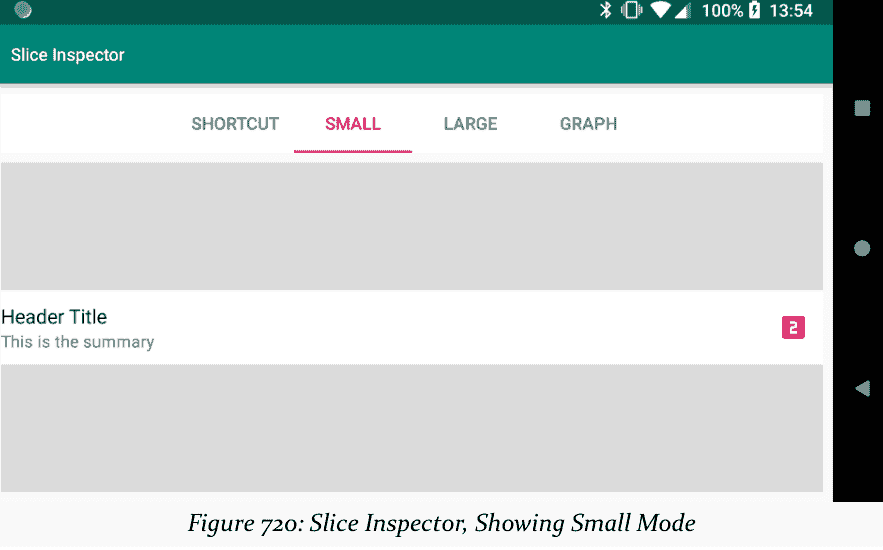 100% 13:54
Slice Inspector
SHORTCUT SMALL LARGE GRAPH
Header Title
This is the summary
2
Figure 720: Slice Inspector, Showing Small Mode